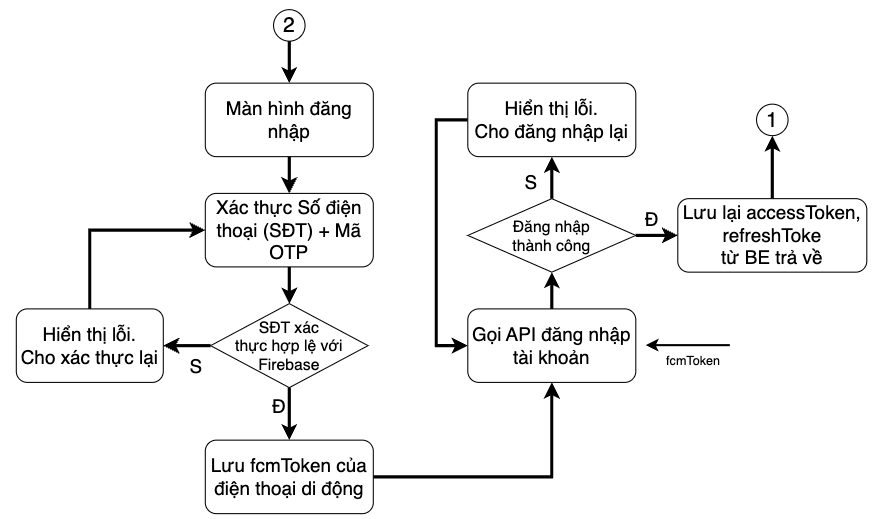 2
Màn hình đăng
nhập
Xác thực Số điện
thoại (SĐT) + Mã
OTP
Hiển thị lỗi.
Cho xác thực lại
S
SĐT xác
thực hợp lệ với
Firebase
Đ
Lưu fcmToken của
điện thoại di động
Hiển thị lỗi.
Cho đăng nhập lại
S
Đăng nhập
thành công
Đ
Gọi API đăng nhập
tài khoản
fcmToken
1
Lưu lại accessToken,
refreshToke
từ BE trả về